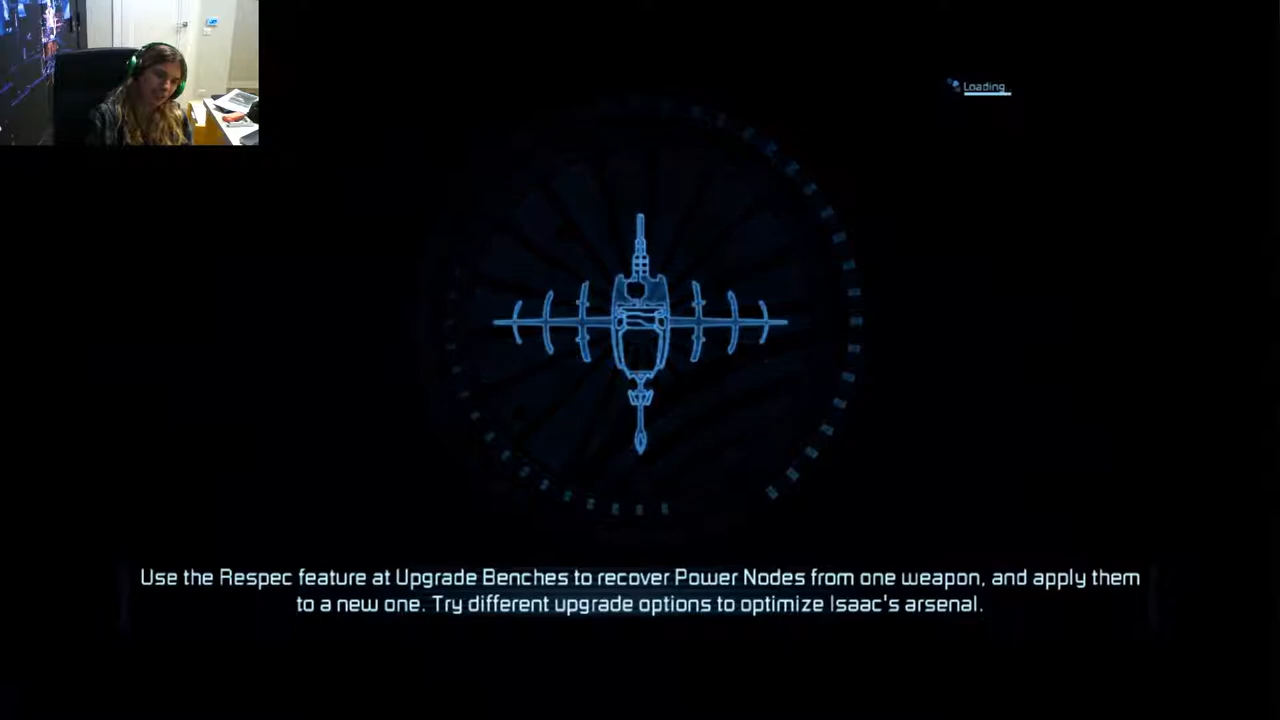 Loading
Use the Respec feature at Upgrade Benches to recover Power Nodes from one weapon, and apply them
to a new one. Try different upgrade options to optimize Isaac's arsenal.